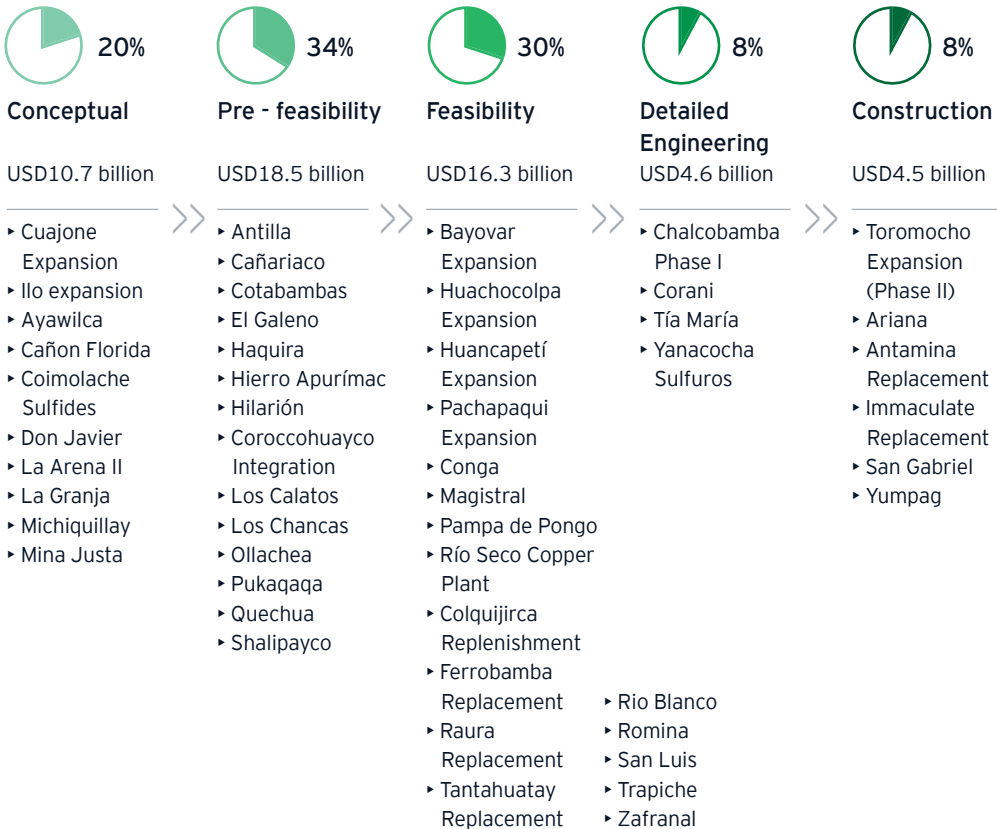 20%
Conceptual
USD10.7 billion
‣ Cuajone
Expansion
‣ Ilo expansion
‣ Ayawilca
‣ Cañon Florida
‣ Coimolache
Sulfides
‣ Don Javier
‣ La Arena II
‣ La Granja
‣ Michiquillay
‣ Mina Justa
34%
Pre - feasibility
USD18.5 billion
‣ Antilla
‣ Cañariaco
‣ Cotabambas
‣ El Galeno
‣ Haquira
‣ Hierro Apurímac
‣ Hilarión
‣ Coroccohuayco
Integration
‣ Los Calatos
‣ Los Chancas
‣ Ollachea
‣ Pukaqaqa
‣ Quechua
‣ Shalipayco
30%
Feasibility
USD16.3 billion
‣ Bayovar
Expansion
‣ Huachocolpa
Expansion
‣ Huancapetí
Expansion
‣ Pachapaqui
Expansion
‣ Conga
‣ Magistral
‣ Pampa de Pongo
‣ Río Seco Copper
Plant
‣ Colquijirca
Replenishment
‣ Ferrobamba
Replacement
‣ Raura
Replacement
‣ Tantahuatay
Replacement
‣ Rio Blanco
‣ Romina
‣ San Luis
‣ Trapiche
‣ Zafranal
8%
Detailed
Engineering
USD4.6 billion
‣ Chalcobamba
Phase I
‣ Corani
‣ Tía María
‣ Yanacocha
Sulfuros
8%
Construction
USD4.5 billion
‣ Toromocho
Expansion
(Phase II)
‣ Ariana
‣ Antamina
Replacement
‣ Immaculate
Replacement
‣ San Gabriel
‣ Yumpag